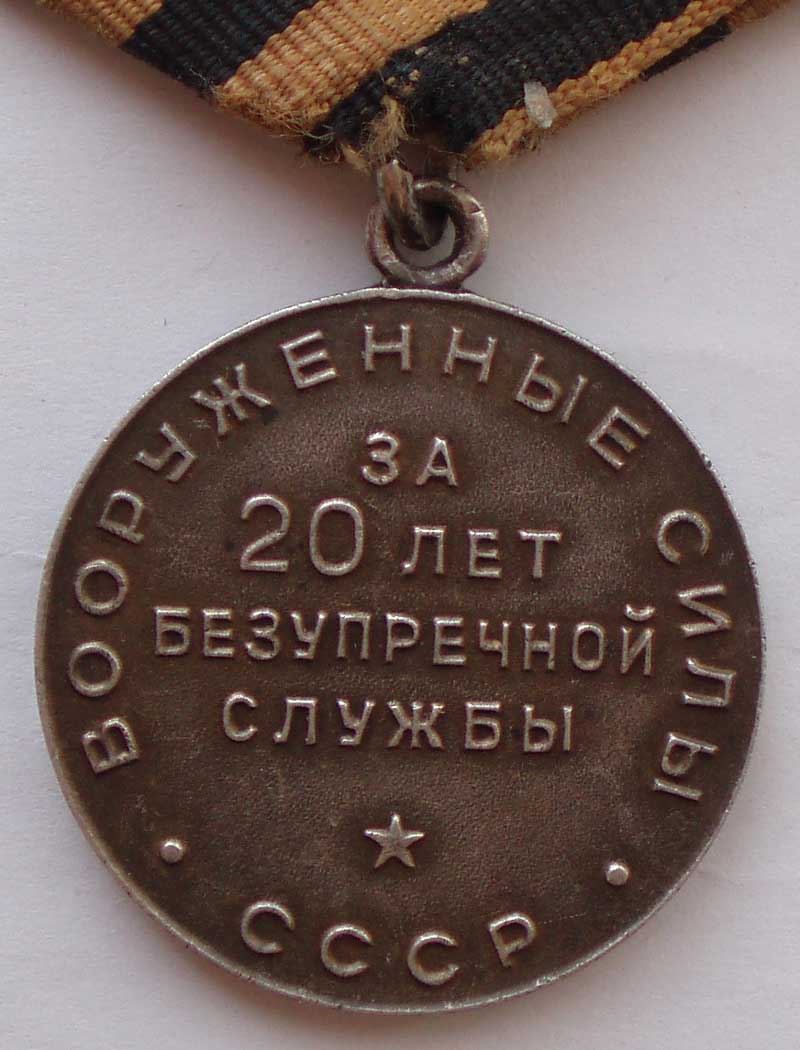 ВООРУЖЕННЫЕ СИЛЫ
ЗА
20 ЛЕТ
БЕЗУПРЕЧНОЙ
СЛУЖБЫ
СССР